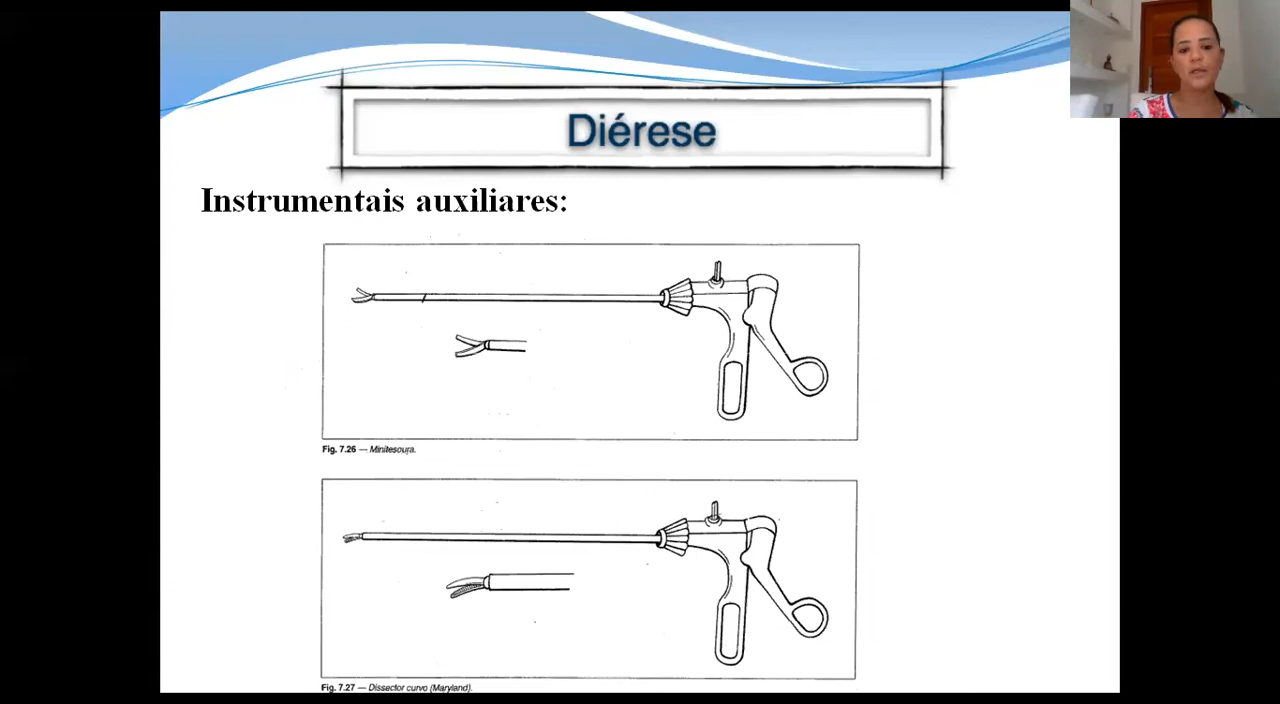 Diérese
Instrumentais auxiliares:
Fig. 7.26 — Minitesoura.
Fig. 7.27 — Dissector curvo (Maryland).